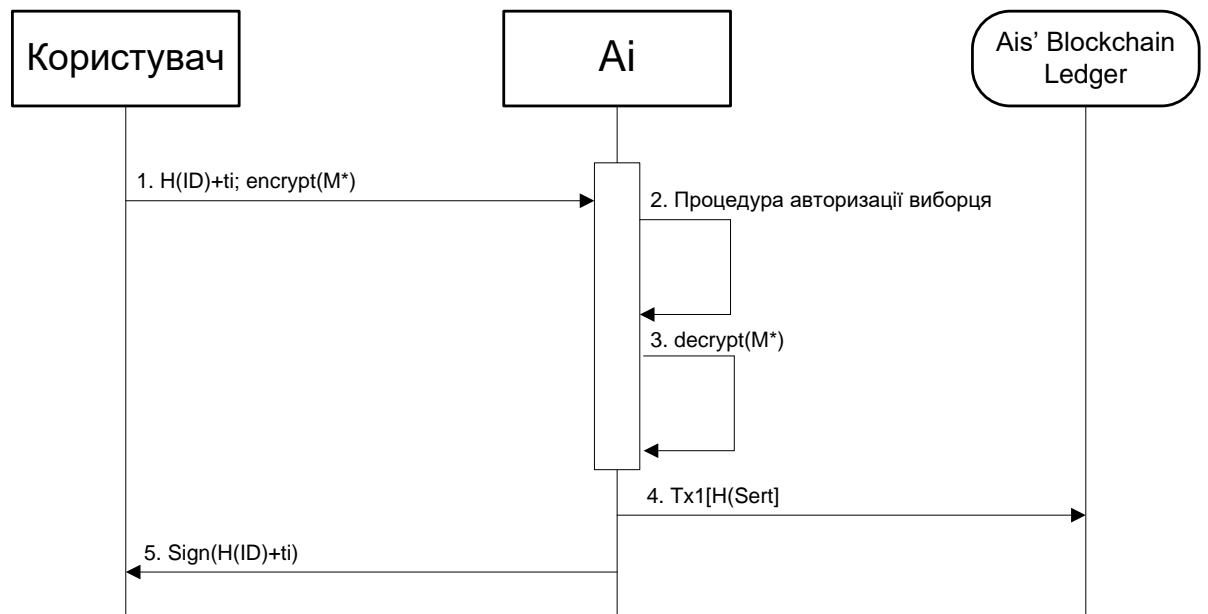 Користувач
Ai
Ais’ Blockchain
Ledger
1. H(ID)+ti; encrypt(M*)
2. Процедура авторизації виборця
3. decrypt(M*)
4. Tx1[H(Sert]
5. Sign(H(ID)+ti)